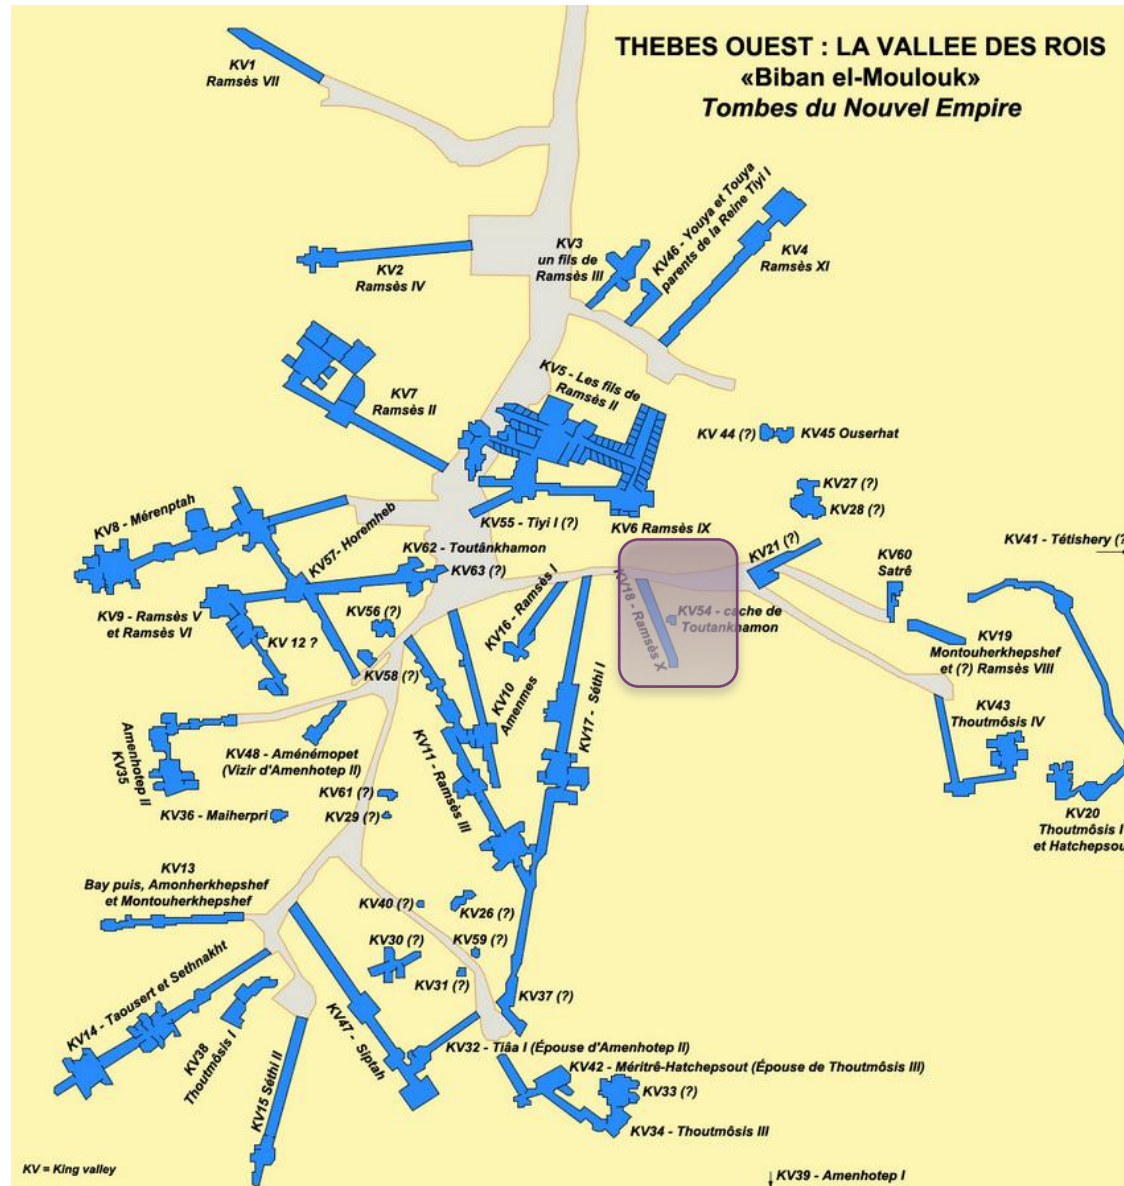 THEBES OUEST : LA VALLEE DES ROIS
«Biban el-Moulouk»
Tombes du Nouvel Empire
KV1
Ramsès VII
KV2
Ramsès IV
KV3
un fils de
Ramsès III
KV46 - Youya et Touya
parents de la Reine Tiyi I
KV4
Ramsès XI
KV7
Ramsès II
KV5 - Les fils de
Ramsès II
KV 44 (?)
KV45 Ouserhat
KV27 (?)
KV28 (?)
KV8 - Mérenptah
KV57- Horemheb
KV55 - Tiyi I (?)
KV6 Ramsès IX
KV21 (?)
KV41 - Tétishery (?
KV62 - Toutânkhamon
KV63 (?)
KV60
Satrê
KV9 - Ramsès V
et Ramsès VI
KV56 (?)
KV 12 ?
KV58 (?)
KV16 - Ramsès I
KV18 - Ramsès X
KV54 - cache de
Toutankhamon
KV19
Montouherkhepshef
et (?) Ramsès VIII
KV10
Amenmes
KV17 - Séthi I
KV43
Thoutmôsis IV
Amenhotep II
KV35
KV48 - Aménémopet
(Vizir d'Amenhotep II)
KV11 - Ramsès III
KV61 (?)
KV36 - Maiherpri
KV29 (?)
KV20
Thoutmôsis I
et Hatchepsou
KV13
Bay puis, Amonherkhepshef
et Montouherkhepshef
KV40 (?)
KV26 (?)
KV30 (?)
KV59 (?)
KV31 (?)
KV37 (?)
KV14 - Taousert et Sethnakht
KV38
Thoutmôsis I
KV47 - Siptah
KV32 - Tiâa I (Épouse d'Amenhotep II)
KV42 - Méritrê-Hatchepsout (Épouse de Thoutmôsis III)
KV33 (?)
KV15 Séthi II
KV34 - Thoutmôsis III
KV = King valley
KV39 - Amenhotep I